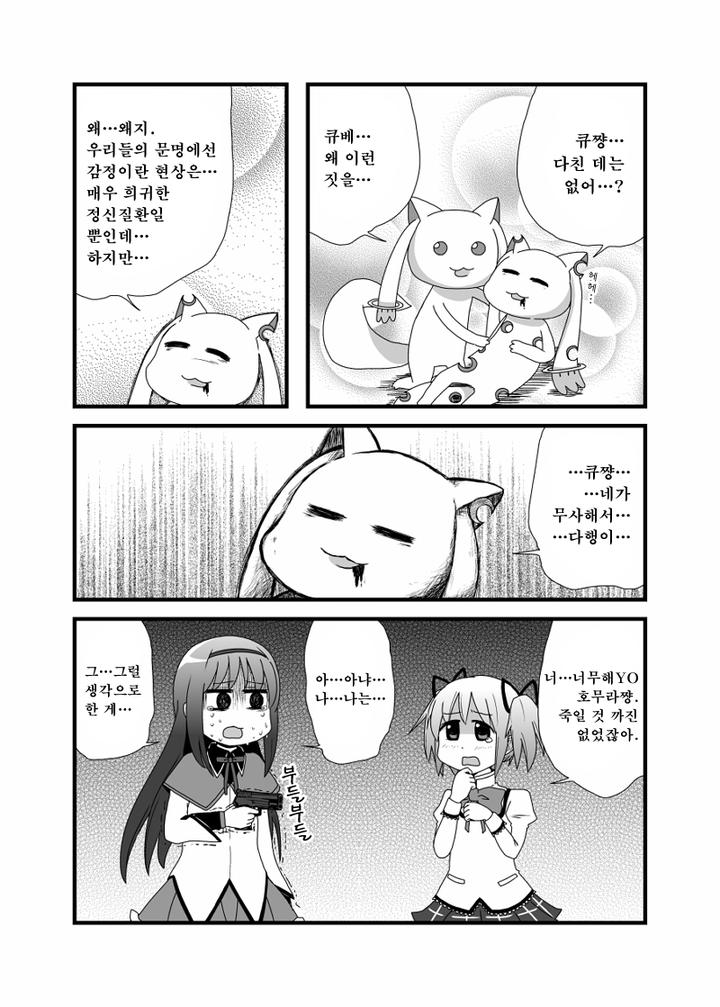 큐쨩…
다친 데는
없어…?
큐베…
왜 이런
짓을…
헤헤…
왜…왜지.
우리들의 문명에선
감정이란 현상은…
매우 희귀한
정신질환일
뿐인데…
하지만…
…큐쨩…
…네가
무사해서…
…다행이…
너…너무해YO
호무라쨩.
죽일 것 까진
없었잖아.
아…아냐…
나…나는…
그…그럴
생각으로
한 게…
부들부들